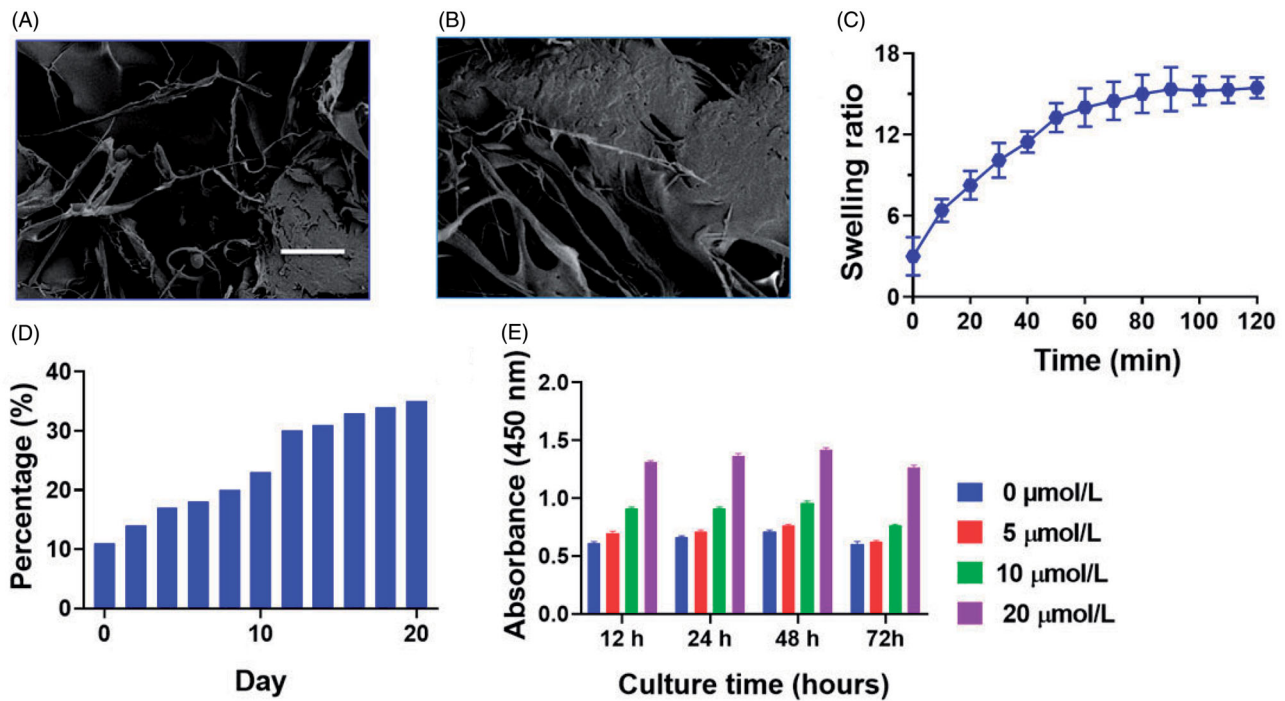 (A)
(B)
(C)
Swelling ratio
18
12
6
0
0 20 40 60 80 100 120
Time (min)
(D)
Percentage (%)
40
30
20
10
0
0 10 20
Day
(E)
Absorbance (450 nm)
2.0
1.5
1.0
0.5
0.0
12 h 24 h 48 h 72h
Culture time (hours)
0 μmol/L
5 μmol/L
10 μmol/L
20 μmol/L